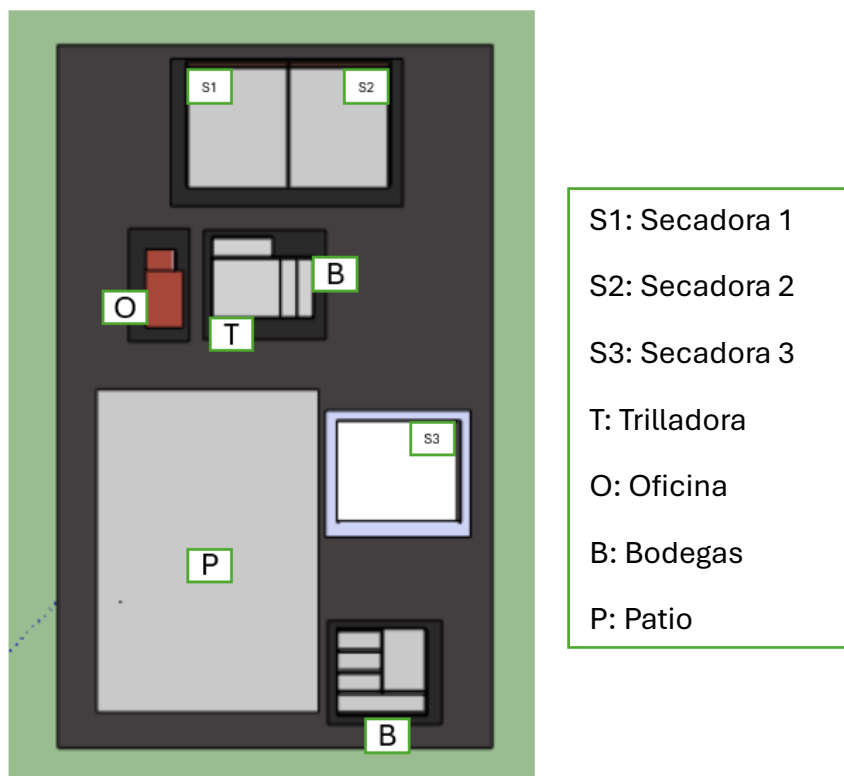 S1
S2
B
O
T
S3
P
B
S1: Secadora 1
S2: Secadora 2
S3: Secadora 3
T: Trilladora
O: Oficina
B: Bodegas
P: Patio